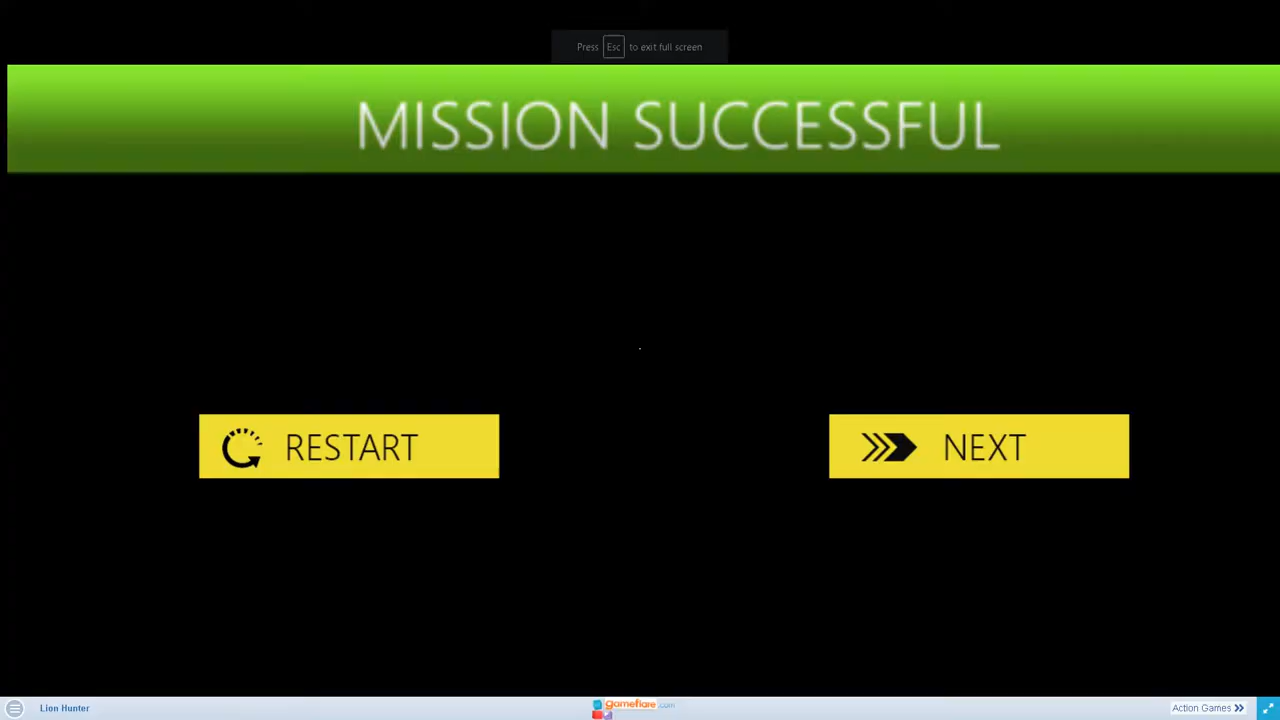 Press Esc to exit full screen
MISSION SUCCESSFUL
RESTART
NEXT
Lion Hunter
gameflare.com
Action Games